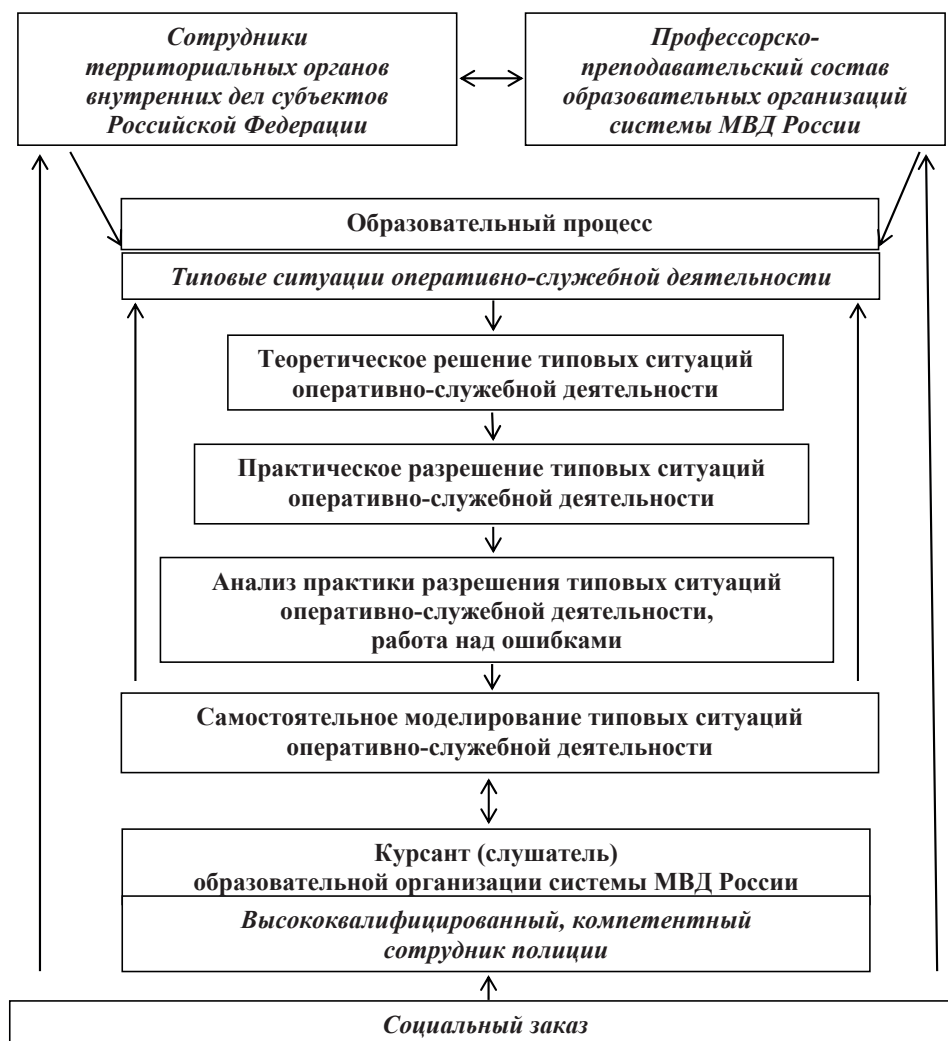 Сотрудники
территориальных органов
внутренних дел субъектов
Российской Федерации
Профессорско-
преподавательский состав
образовательных организаций
системы МВД России
Образовательный процесс
Типовые ситуации оперативно-служебной деятельности
Теоретическое решение типовых ситуаций
оперативно-служебной деятельности
Практическое разрешение типовых ситуаций
оперативно-служебной деятельности
Анализ практики разрешения типовых ситуаций
оперативно-служебной деятельности,
работа над ошибками
Самостоятельное моделирование типовых ситуаций
оперативно-служебной деятельности
Курсант (слушатель)
образовательной организации системы МВД России
Высококвалифицированный, компетентный
сотрудник полиции
Социальный заказ